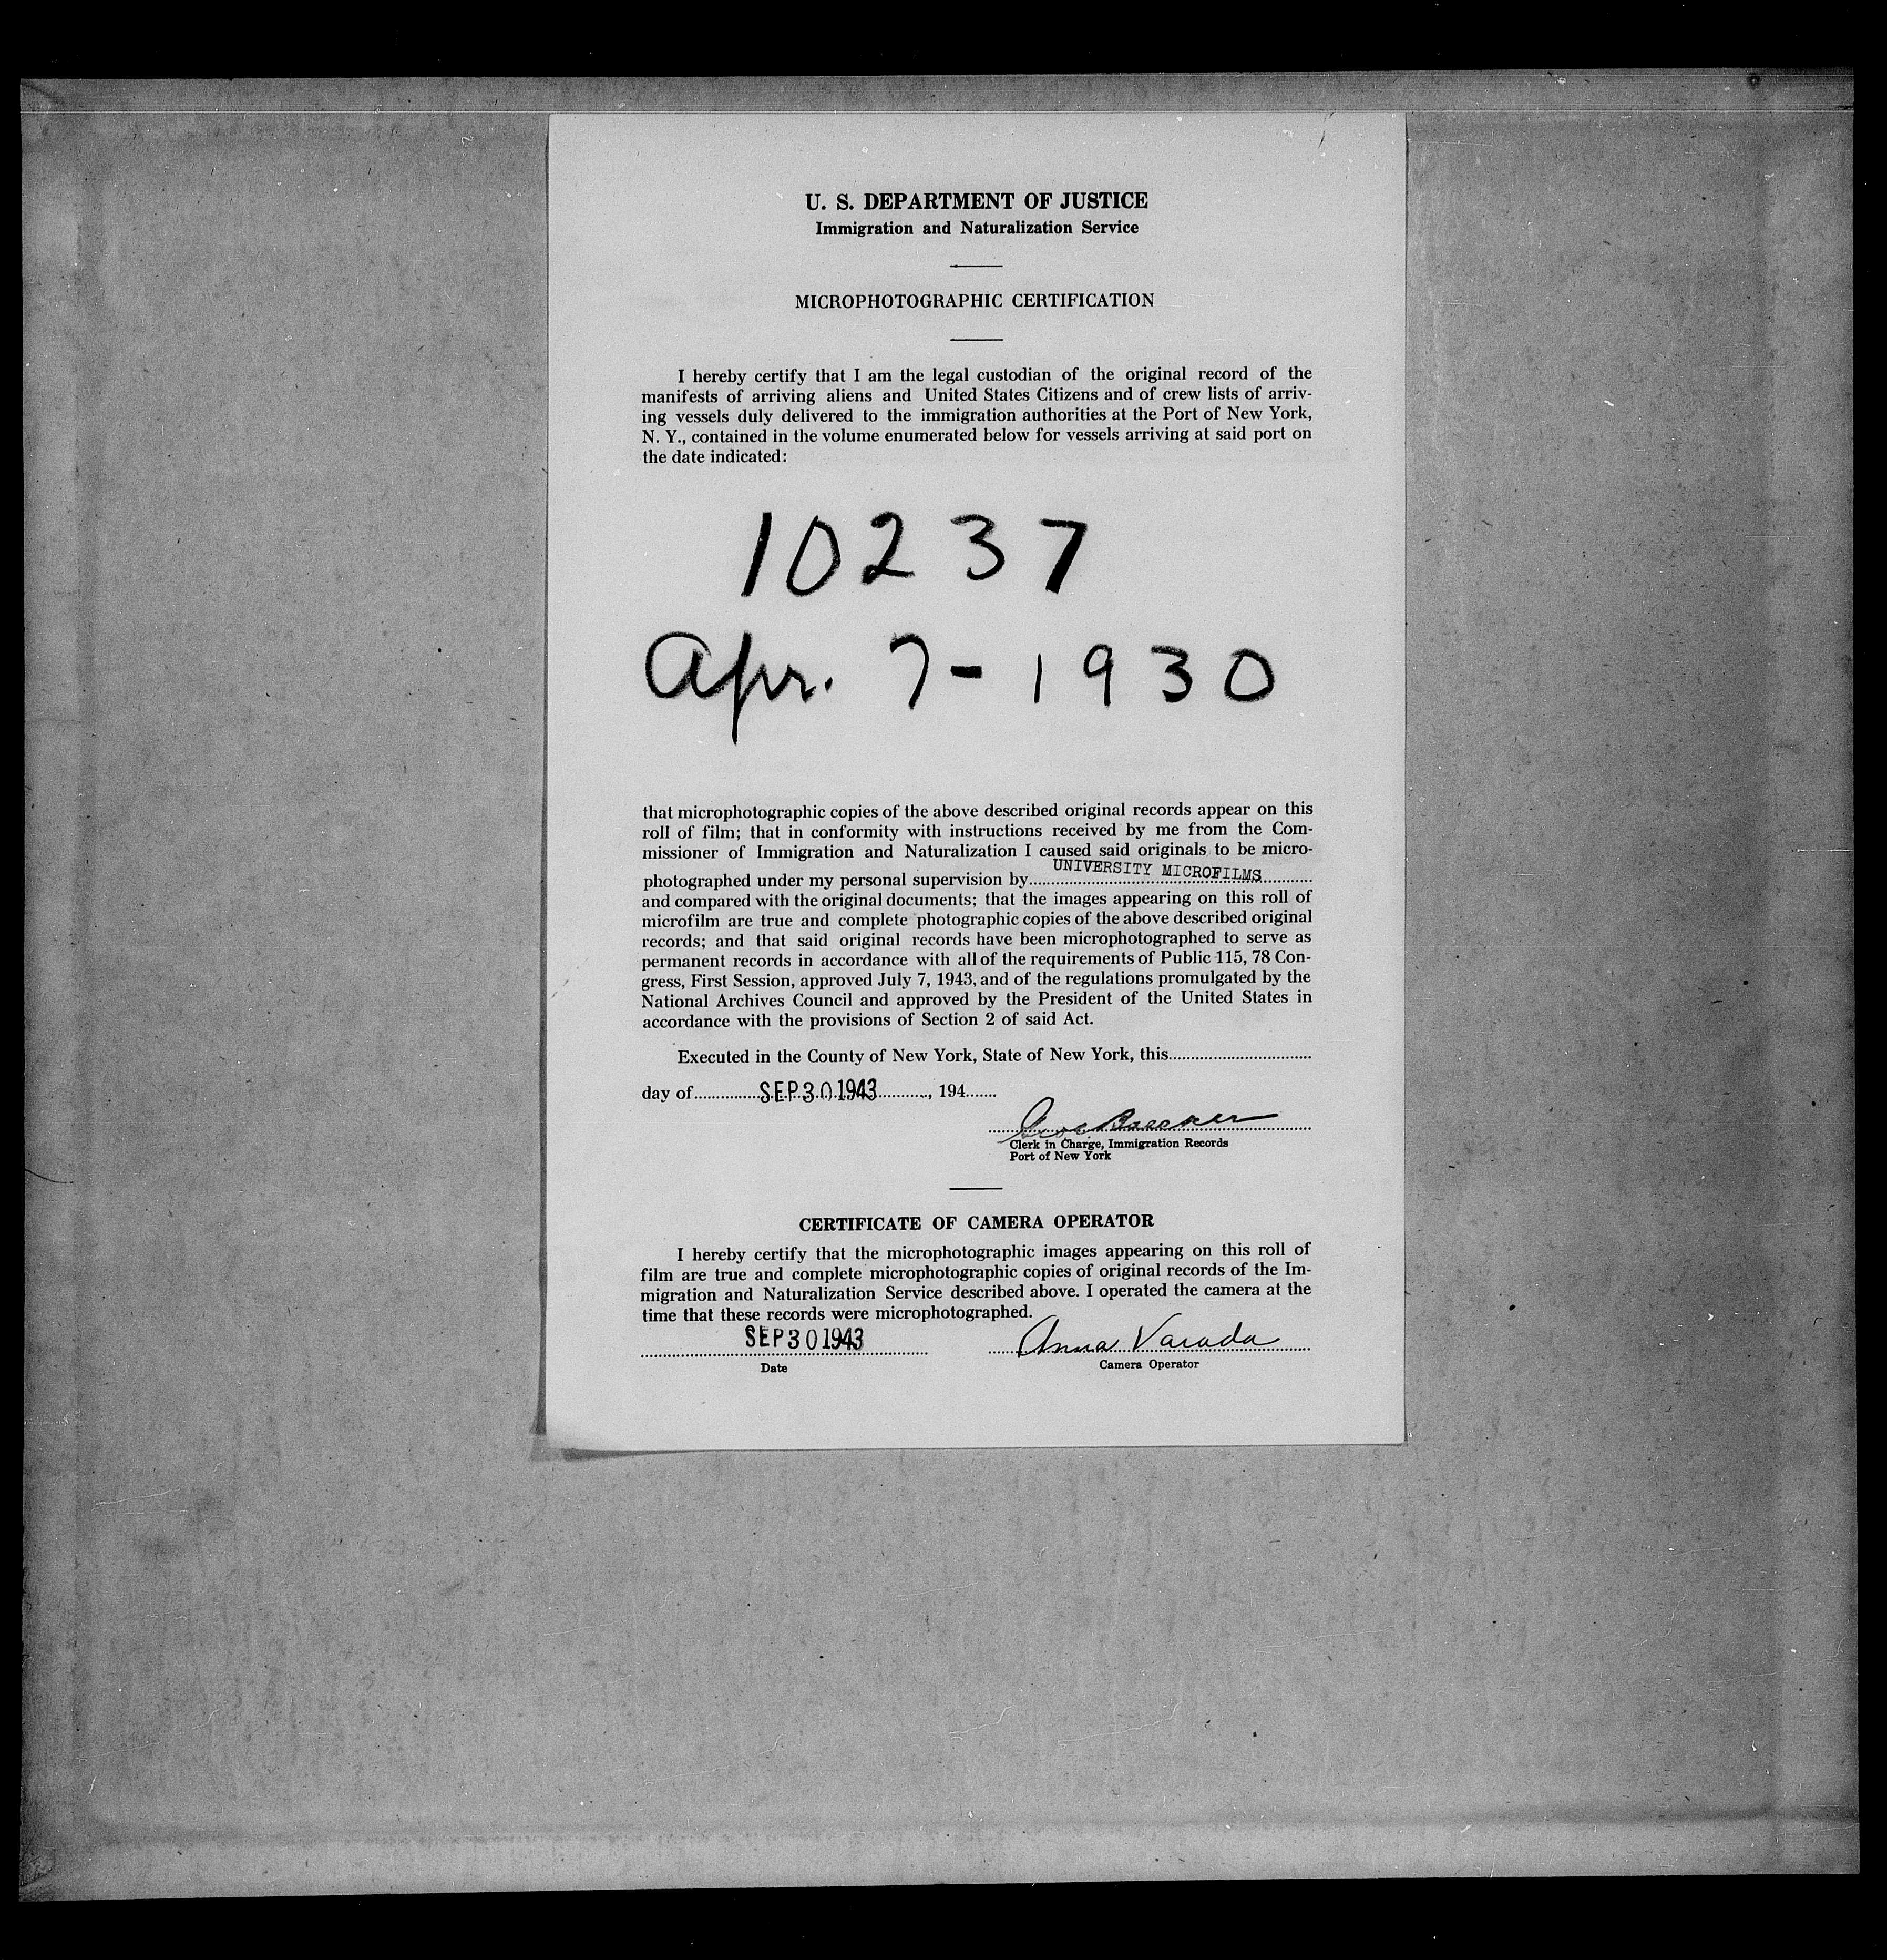 U. S. DEPARTMENT OF JUSTICE
Immigration and Naturalization Service
MICROPHOTOGRAPHIC CERTIFICATION
I hereby certify that I am the legal custodian of the original record of the
manifests of arriving aliens and United States Citizens and of crew lists of arriv-
ing vessels duly delivered to the immigration authorities at the Port of New York,
N. Y., contained in the volume enumerated below for vessels arriving at said port on
the date indicated:
10237
Apr. 7-1930
that microphotographic copies of the above described original records appear on this
roll of film; that in conformity with instructions received by me from the Com-
missioner of Immigration and Naturalization I caused said originals to be micro-
photographed under my personal supervision by UNIVERSITY MICROFILMS
and compared with the original documents; that the images appearing on this roll of
microfilm are true and complete photographic copies of the above described original
records; and that said original records have been microphotographed to serve as
permanent records in accordance with all of the requirements of Public 115, 78 Con-
gress, First Session, approved July 7, 1943, and of the regulations promulgated by the
National Archives Council and approved by the President of the United States in
accordance with the provisions of Section 2 of said Act.
Executed in the County of New York, State of New York, this
day of SEP 30 1943, 194
Clerk in Charge, Immigration Records
Port of New York
CERTIFICATE OF CAMERA OPERATOR
I hereby certify that the microphotographic images appearing on this roll of
film are true and complete microphotographic copies of original records of the Im-
migration and Naturalization Service described above. I operated the camera at the
time that these records were microphotographed.
SEP 30 1943 Anna Varada
Date Camera Operator